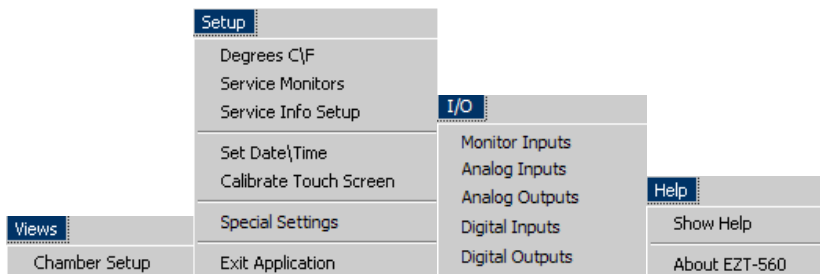 Views
Chamber Setup
Setup
Degrees C\F
Service Monitors
Service Info Setup
Set Date\Time
Calibrate Touch Screen
Special Settings
Exit Application
I/O
Monitor Inputs
Analog Inputs
Analog Outputs
Digital Inputs
Digital Outputs
Help
Show Help
About EZT-560